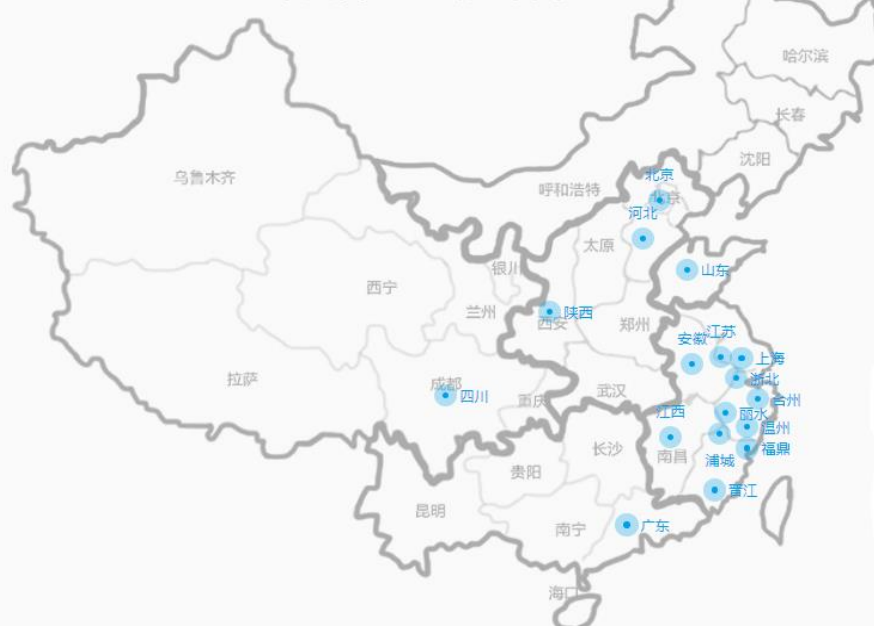 哈尔滨
长春
沈阳
北京
乌鲁木齐
呼和浩特
北京
河北
太原
银川
山东
西宁
兰州
陕西
西安
郑州
安徽
江苏
上海
拉萨
成都
四川
重庆
武汉
浙北
台州
江西
丽水
温州
长沙
南昌
浦城
福鼎
贵阳
晋江
昆明
南宁
广东
海口